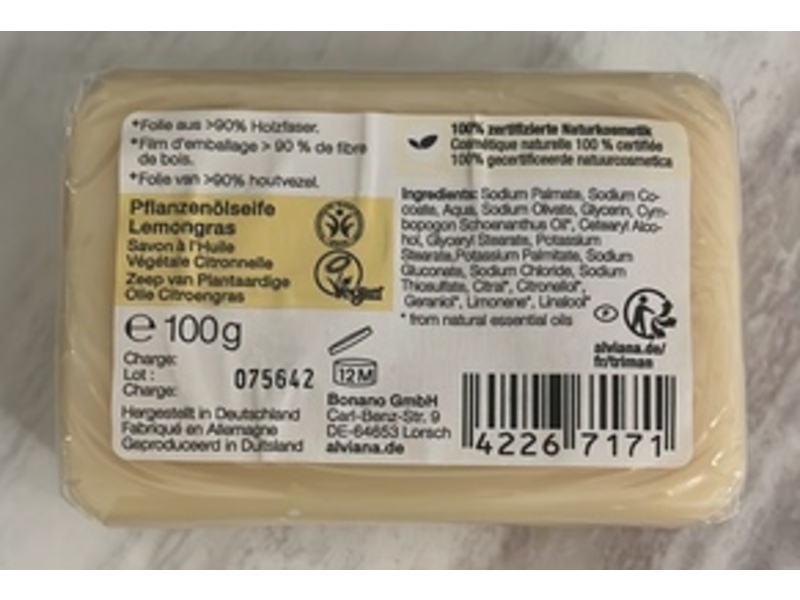 *Folie aus >90% Holzfaser.
*Film d'emballage > 90 % de fibre
de bois.
*Folie van >90% houtvezel.
100% zertifizierte Naturkosmetik
Cosmétique naturelle 100 % certifiée
100% gecertificeerde natuurcosmetica
Pflanzenölseife
Lemongras
Savon à l'Huile
Végétale Citronnelle
Zeep van Plantaardige
Olie Citroengras
Vegan
Ingredients: Sodium Palmate, Sodium Co-
coate, Aqua, Sodium Olivate, Glycerin, Cym-
bopogon Schoenanthus Oil*, Cetearyl Alco-
hol, Glyceryl Stearate, Potassium
Stearate,Potassium Palmitate, Sodium
Gluconate, Sodium Chloride, Sodium
Thiosulfate, Citral*, Citronellol*,
Geraniol*, Limonene*, Linalool*
* from natural essential oils
alviana.de/
fr/triman
℮ 100g
Charge:
Lot :
Charge:
075642
12M
Hergestellt in Deutschland
Fabriqué en Allemagne
Geproduceerd in Duitsland
Bonano GmbH
Carl-Benz-Str. 9
DE-64653 Lorsch
alviana.de
4226 7171